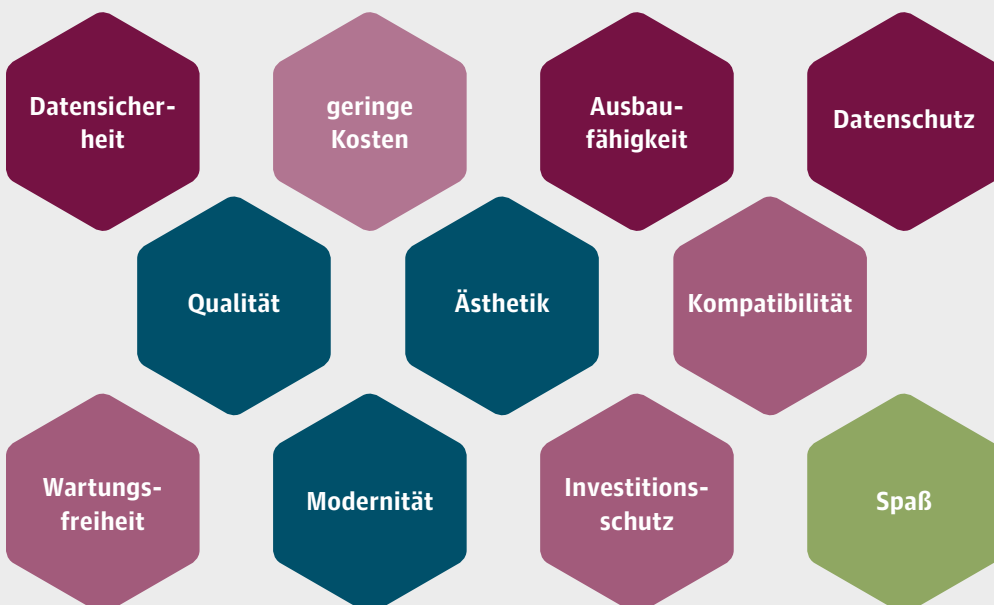 Datensicher-
heit
geringe
Kosten
Ausbau-
fähigkeit
Datenschutz
Qualität
Ästhetik
Kompatibilität
Wartungs-
freiheit
Modernität
Investitions-
schutz
Spaß